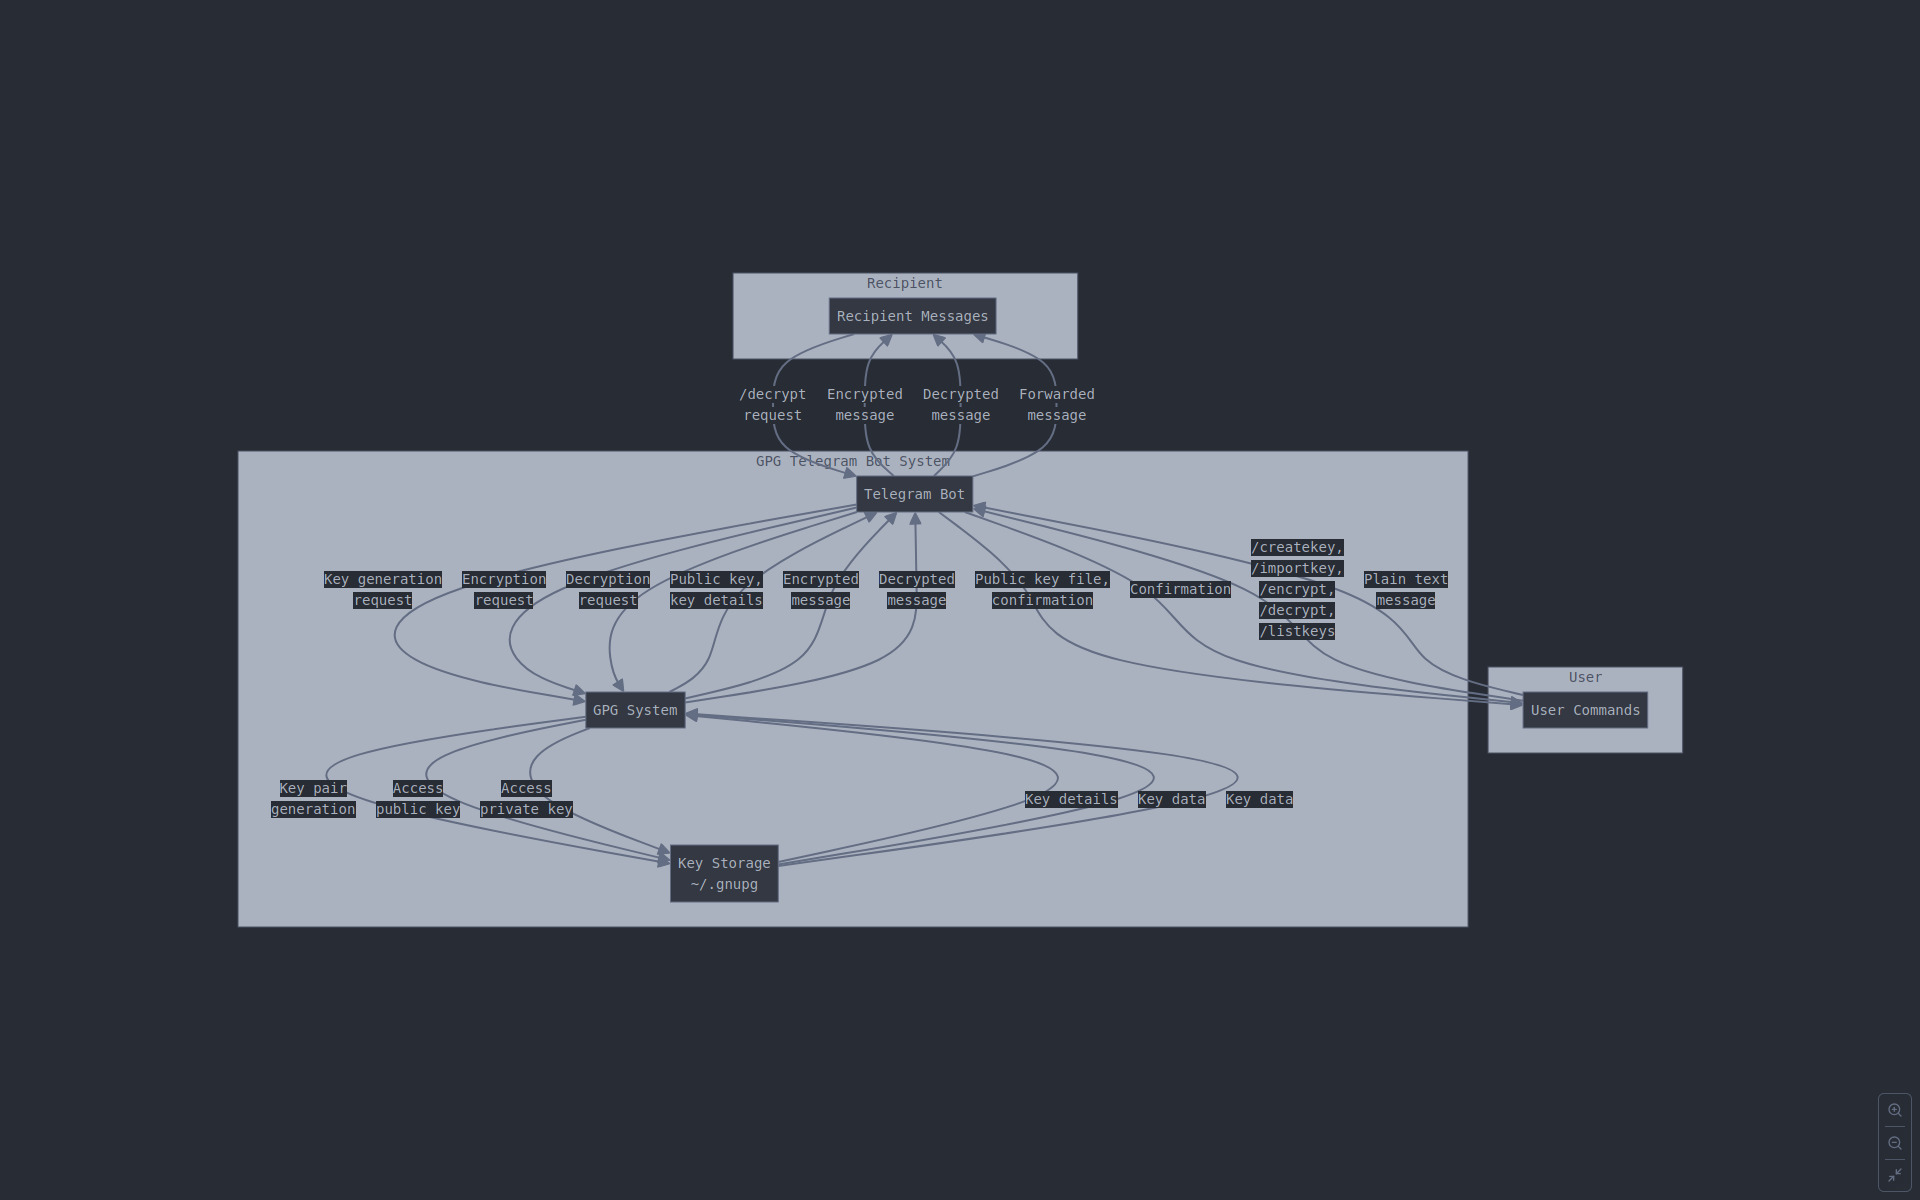 Recipient
Recipient Messages
/decrypt
request
Encrypted
message
Decrypted
message
Forwarded
message
GPG Telegram Bot System
Telegram Bot
Key generation
request
Encryption
request
Decryption
request
Public key,
key details
Encrypted
message
Decrypted
message
Public key file,
confirmation
Confirmation
/createkey,
/importkey,
/encrypt,
/decrypt,
/listkeys
Plain text
message
User
User Commands
GPG System
Key pair
generation
Access
public key
Access
private key
Key details
Key data
Key data
Key Storage
~/.gnupg